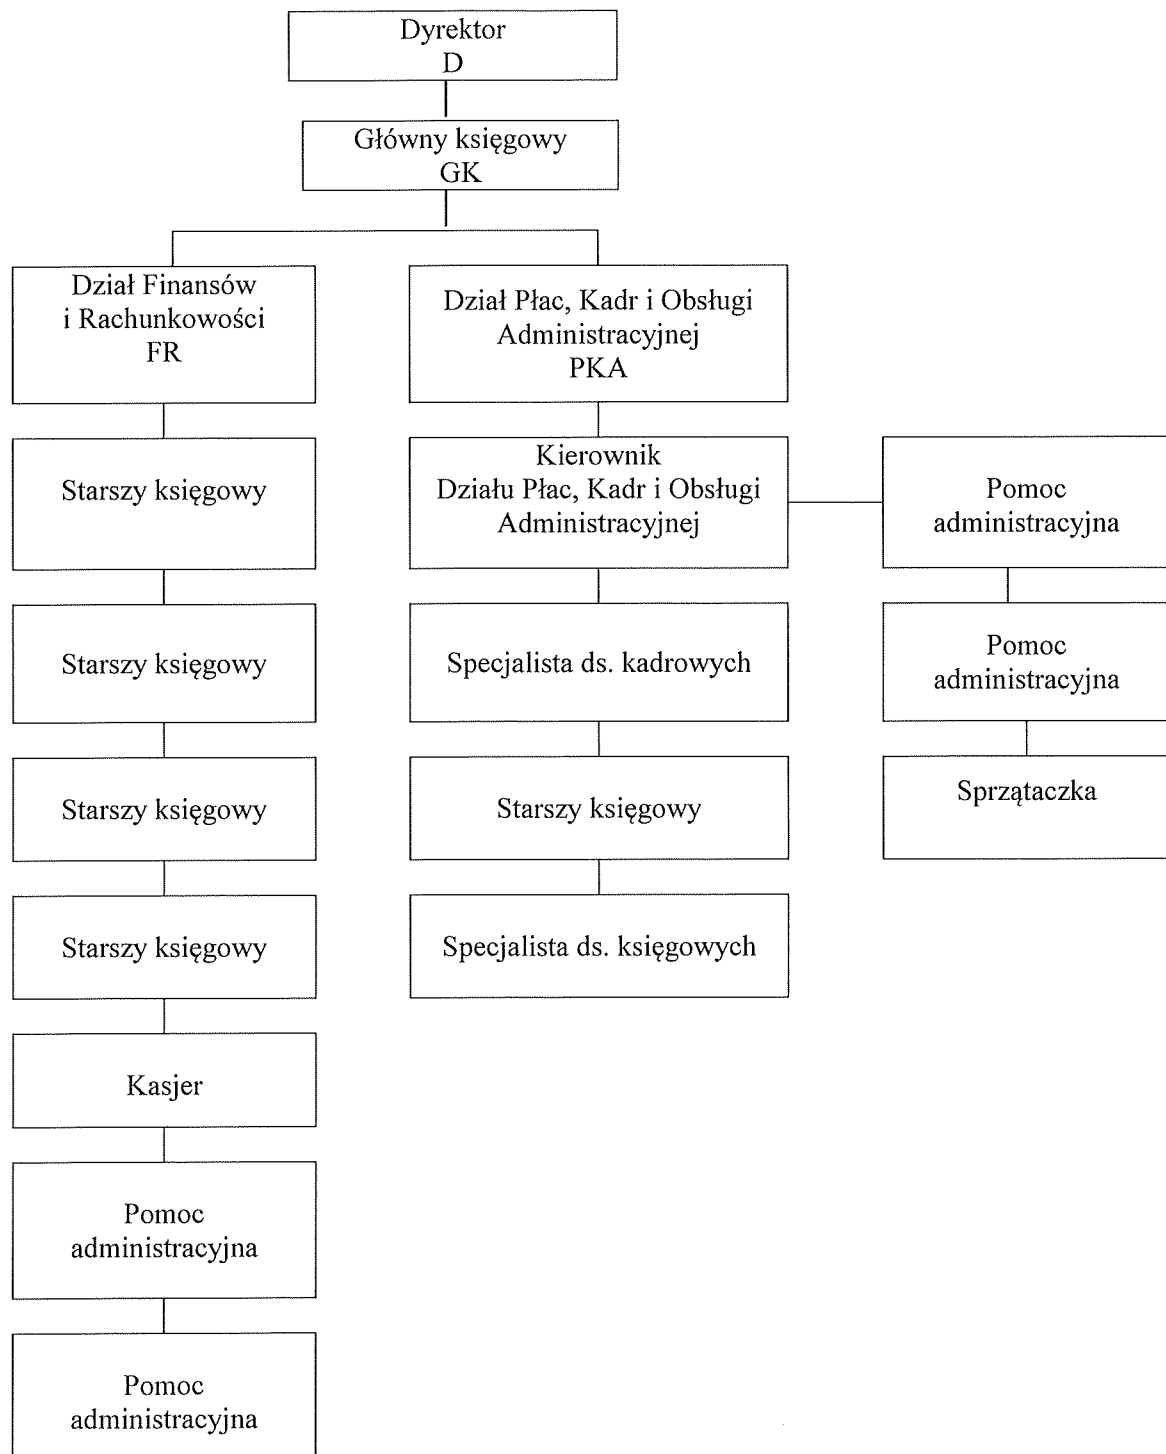 Dyrektor
D
Główny księgowy
GK
Dział Finansów
i Rachunkowości
FR
Starszy księgowy
Starszy księgowy
Starszy księgowy
Starszy księgowy
Kasjer
Pomoc
administracyjna
Pomoc
administracyjna
Dział Płac, Kadr i Obsługi
Administracyjnej
PKA
Kierownik
Działu Płac, Kadr i Obsługi
Administracyjnej
Specjalista ds. kadrowych
Starszy księgowy
Specjalista ds. księgowych
Pomoc
administracyjna
Pomoc
administracyjna
Sprzątaczka